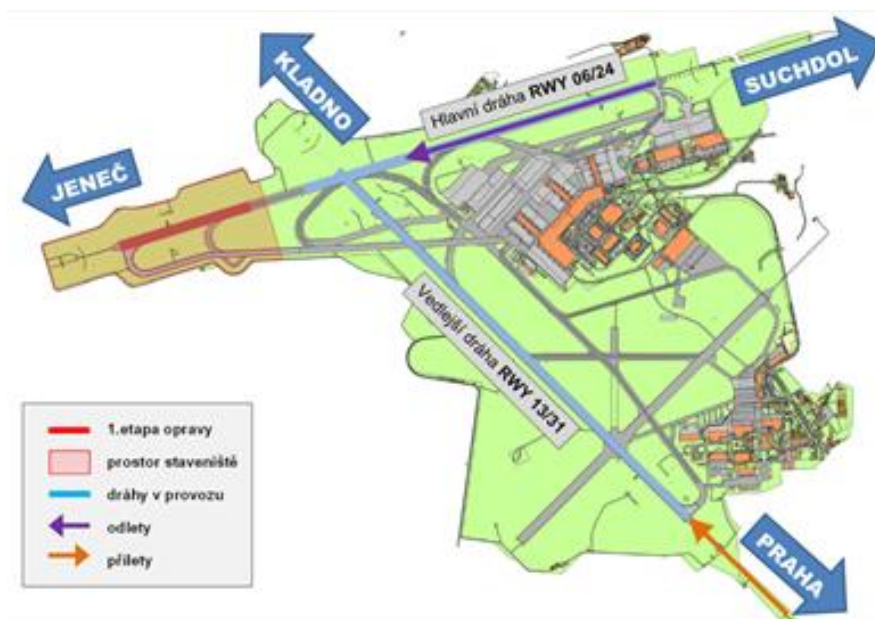 KLADNO
SUCHDOL
Hlavní dráha RWY 06/24
JENEČ
Vedlejší dráha RWY 13/31
1.etapa opravy
prostor staveniště
dráhy v provozu
odlety
přílety
PRAHA